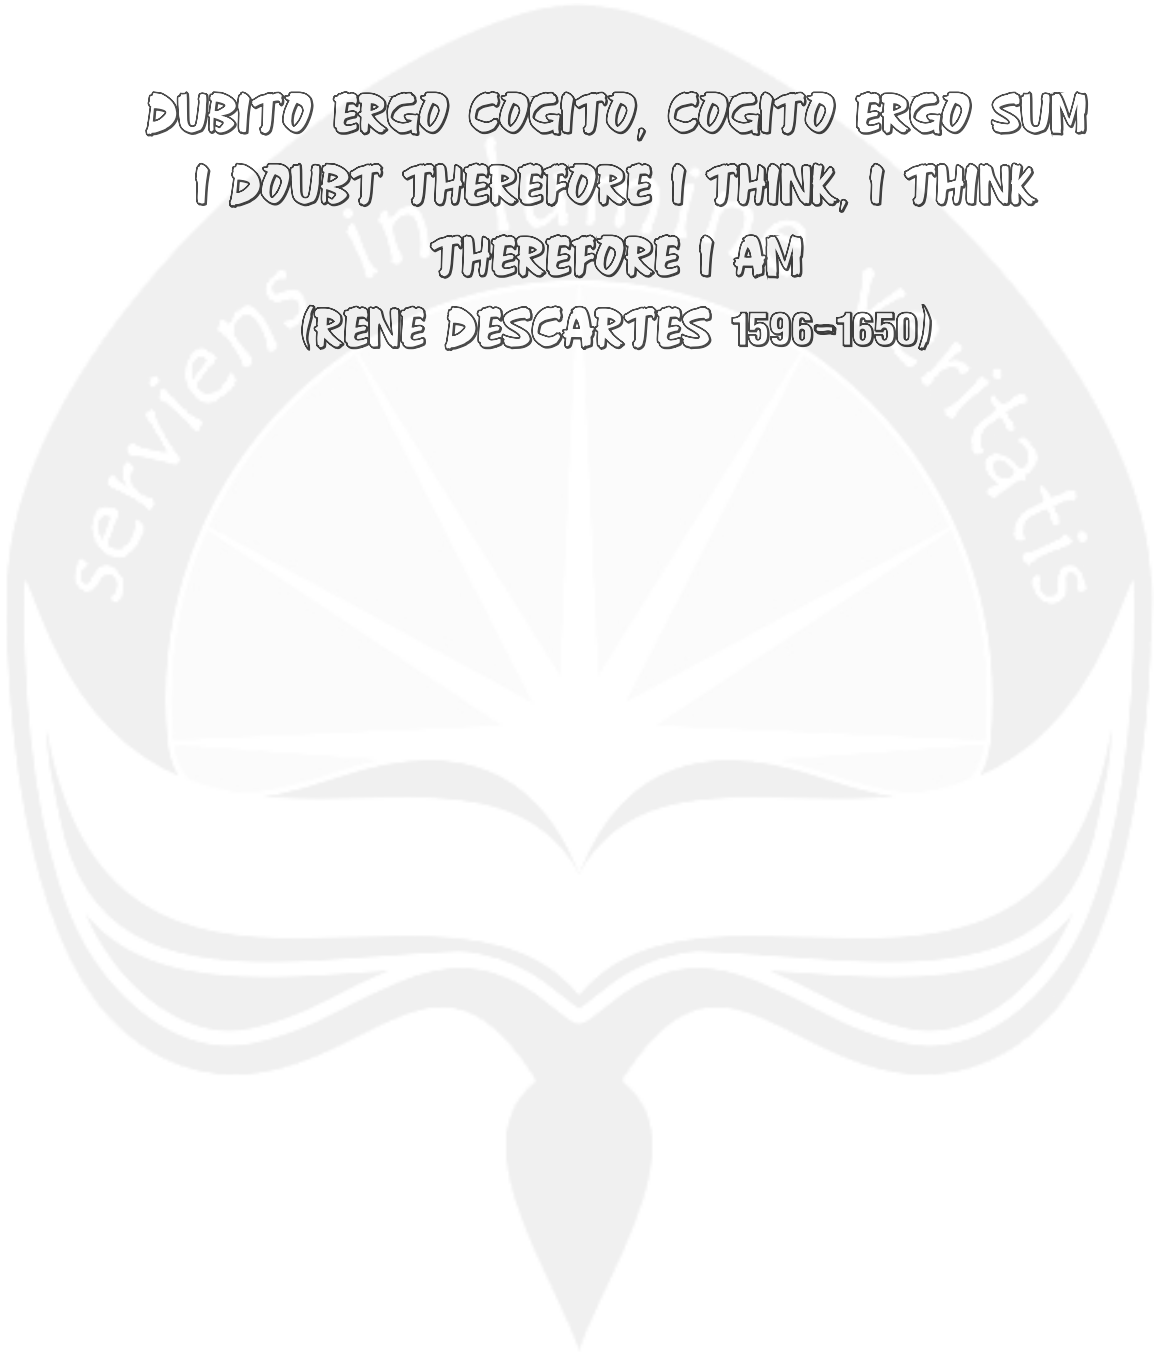 DUBITO ERGO COGITO, COGITO ERGO SUM
I DOUBT THEREFORE I THINK, I THINK
THEREFORE I AM
(RENE DESCARTES 1596-1650)
serviens in lumine veritatis